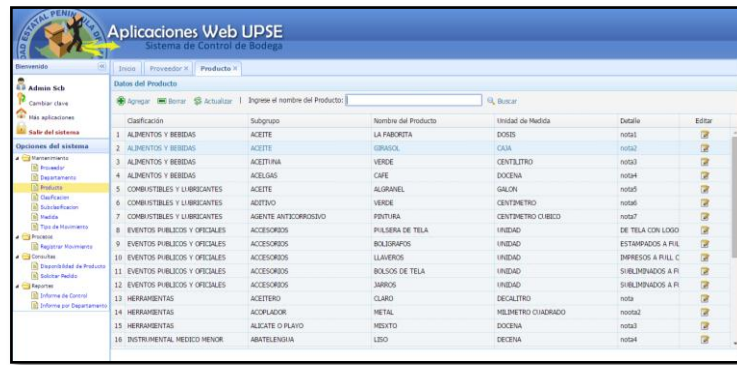 AD ESTATAL PENINSULA DE
Aplicaciones Web UPSE
Sistema de Control de Bodega
Bienvenido
Inicio Proveedor × Producto ×
Admin Scb
Cambiar clave
Más aplicaciones
Salir del sistema
Opciones del sistema
Mantenimiento
Proveedor
Departamento
Producto
Clasificacion
Subclasificacion
Medida
Tipo de Movimiento
Procesos
Registrar Movimiento
Consultas
Disponibilidad de Producto
Solicitar Pedido
Reportes
Informe de Control
Informe por Departamento
Datos del Producto
Agregar Borrar Actualizar | Ingrese el nombre del Producto: Buscar
Clasificación Subgrupo Nombre del Producto Unidad de Medida Detalle Editar
1 ALIMENTOS Y BEBIDAS ACEITE LA FABORITA DOSIS nota1
2 ALIMENTOS Y BEBIDAS ACEITE GIRASOL CAJA nota2
3 ALIMENTOS Y BEBIDAS ACEITUNA VERDE CENTILITRO nota3
4 ALIMENTOS Y BEBIDAS ACELGAS CAFE DOCENA nota4
5 COMBUSTIBLES Y LUBRICANTES ACEITE ALGRANEL GALON nota5
6 COMBUSTIBLES Y LUBRICANTES ADITIVO VERDE CENTIMETRO nota6
7 COMBUSTIBLES Y LUBRICANTES AGENTE ANTICORROSIVO PINTURA CENTIMETRO CUBICO nota7
8 EVENTOS PUBLICOS Y OFICIALES ACCESORIOS PULSERA DE TELA UNIDAD DE TELA CON LOGO
9 EVENTOS PUBLICOS Y OFICIALES ACCESORIOS BOLIGRAFOS UNIDAD ESTAMPADOS A FUL
10 EVENTOS PUBLICOS Y OFICIALES ACCESORIOS LLAVEROS UNIDAD IMPRESOS A FULL C
11 EVENTOS PUBLICOS Y OFICIALES ACCESORIOS BOLSOS DE TELA UNIDAD SUBLIMINADOS A F
12 EVENTOS PUBLICOS Y OFICIALES ACCESORIOS JARROS UNIDAD SUBLIMINADOS A F
13 HERRAMIENTAS ACEITERO CLARO DECALITRO nota
14 HERRAMIENTAS ACOPLADOR METAL MILIMETRO CUADRADO noota2
15 HERRAMIENTAS ALICATE O PLAYO MISXTO DOCENA nota3
16 INSTRUMENTAL MEDICO MENOR ABATELENGUA LISO DECENA nota4